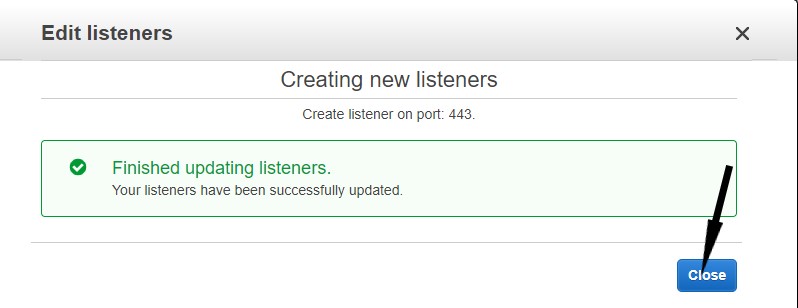 Edit listeners
Creating new listeners
Create listener on port: 443.
Finished updating listeners.
Your listeners have been successfully updated.
Close